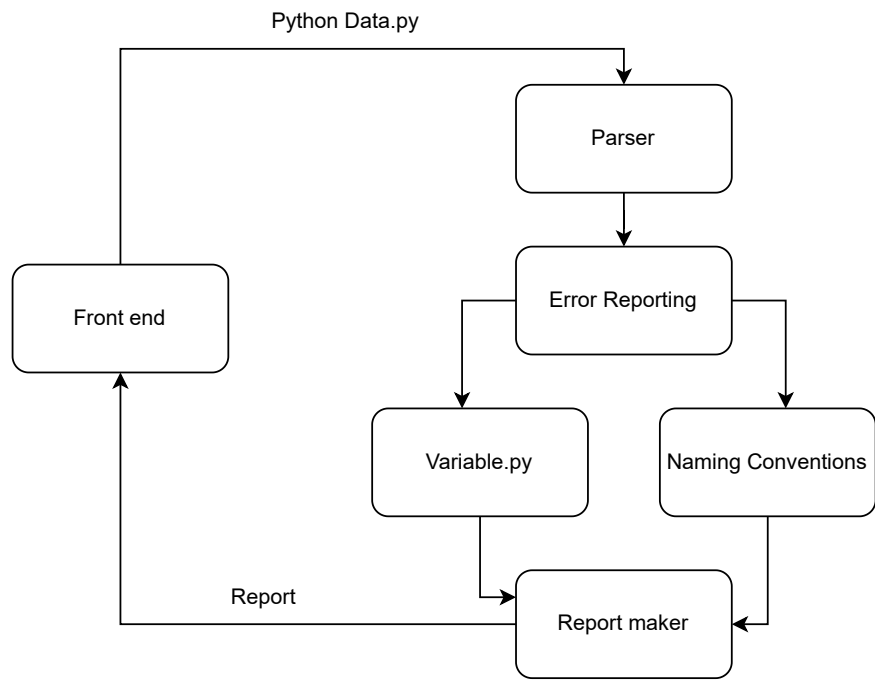 Python Data.py
Parser
Error Reporting
Front end
Variable.py
Naming Conventions
Report
Report maker